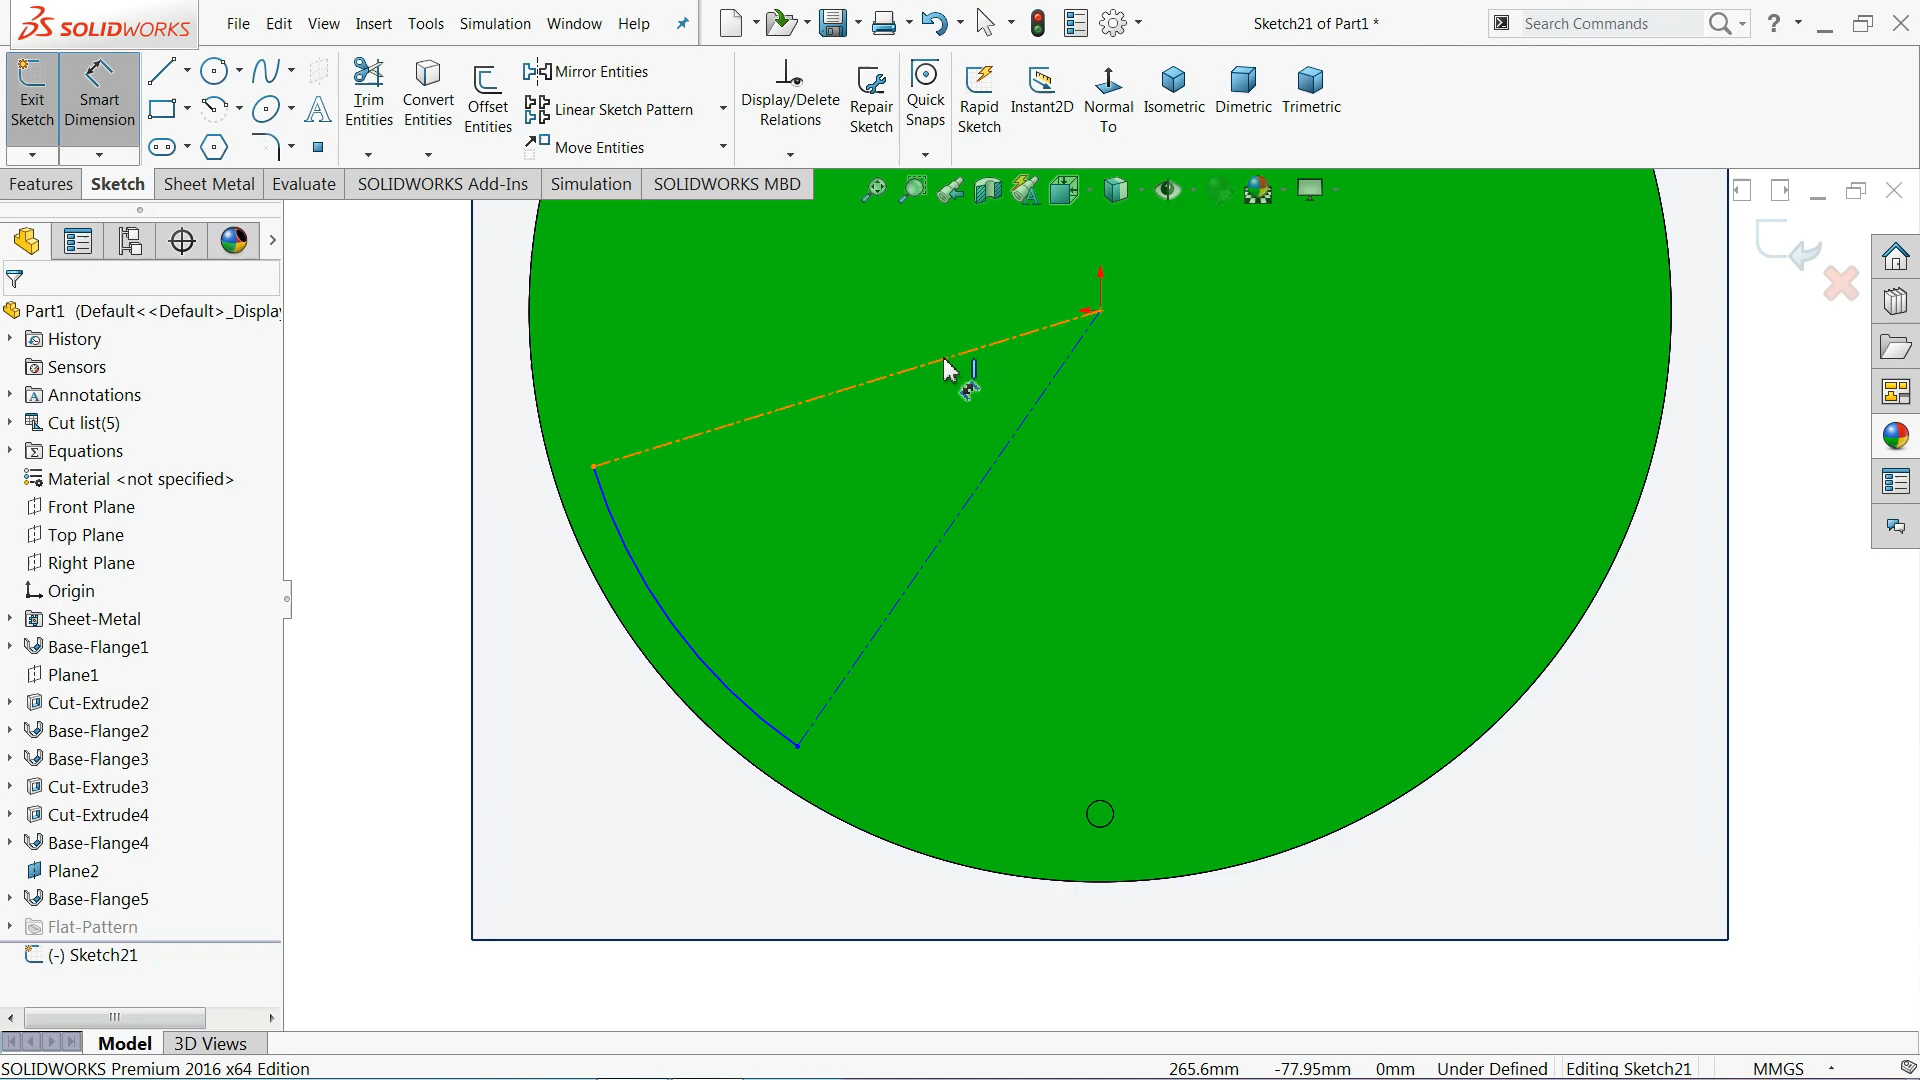 SOLIDWORKS
File Edit View Insert Tools Simulation Window Help
Sketch21 of Part1 *
Search Commands
?
Exit Sketch
Smart Dimension
Trim Entities
Convert Entities
Offset Entities
Mirror Entities
Linear Sketch Pattern
Move Entities
Display/Delete Relations
Repair Sketch
Quick Snaps
Rapid Sketch
Instant2D
Normal To
Isometric
Dimetric
Trimetric
Features Sketch Sheet Metal Evaluate SOLIDWORKS Add-Ins Simulation SOLIDWORKS MBD
Part1 (Default<<Default>_Displa
History
Sensors
Annotations
Cut list(5)
Equations
Material <not specified>
Front Plane
Top Plane
Right Plane
Origin
Sheet-Metal
Base-Flange1
Plane1
Cut-Extrude2
Base-Flange2
Base-Flange3
Cut-Extrude3
Cut-Extrude4
Base-Flange4
Plane2
Base-Flange5
Flat-Pattern
(-) Sketch21
Model 3D Views
SOLIDWORKS Premium 2016 x64 Edition 265.6mm -77.95mm 0mm Under Defined Editing Sketch21 MMGS